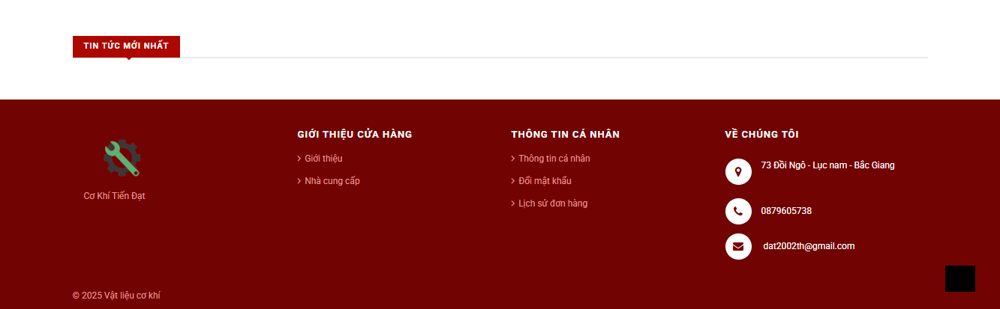 TIN TỨC MỚI NHẤT
Cơ Khí Tiến Đạt
GIỚI THIỆU CỬA HÀNG
Giới thiệu
Nhà cung cấp
THÔNG TIN CÁ NHÂN
Thông tin cá nhân
Đổi mật khẩu
Lịch sử đơn hàng
VỀ CHÚNG TÔI
73 Đồi Ngô - Lục nam - Bắc Giang
0879605738
dat2002th@gmail.com
© 2025 Vật liệu cơ khí